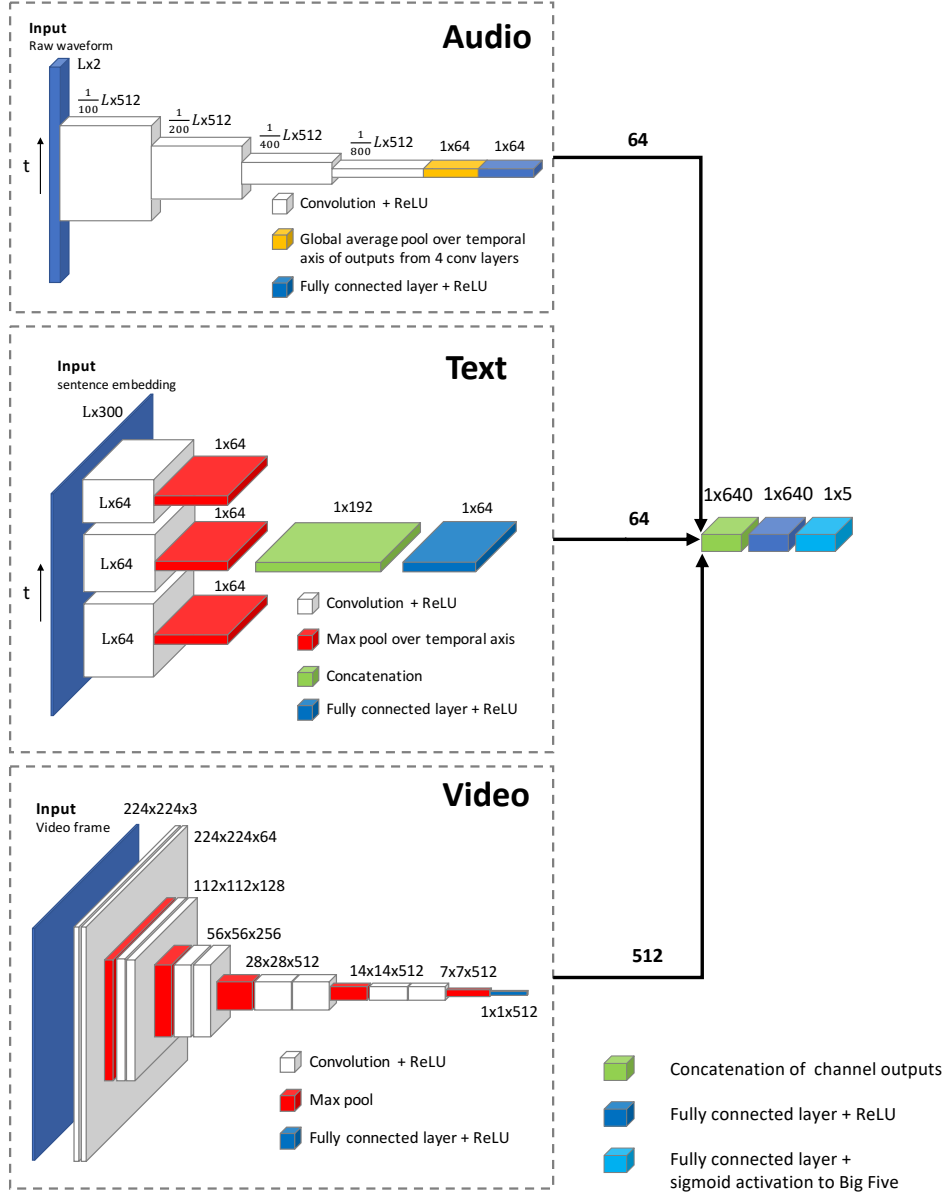 Audio
Input
Raw waveform
Lx2
1/100 Lx512
1/200 Lx512
1/400 Lx512
1/800 Lx512
1x64
1x64
t
Convolution + ReLU
Global average pool over temporal
axis of outputs from 4 conv layers
Fully connected layer + ReLU
64
Text
Input
sentence embedding
Lx300
1x64
Lx64
1x64
Lx64
1x64
Lx64
1x192
1x64
t
Convolution + ReLU
Max pool over temporal axis
Concatenation
Fully connected layer + ReLU
64
1x640
1x640
1x5
Video
Input
Video frame
224x224x3
224x224x64
112x112x128
56x56x256
28x28x512
14x14x512
7x7x512
1x1x512
Convolution + ReLU
Max pool
Fully connected layer + ReLU
512
Concatenation of channel outputs
Fully connected layer + ReLU
Fully connected layer +
sigmoid activation to Big Five